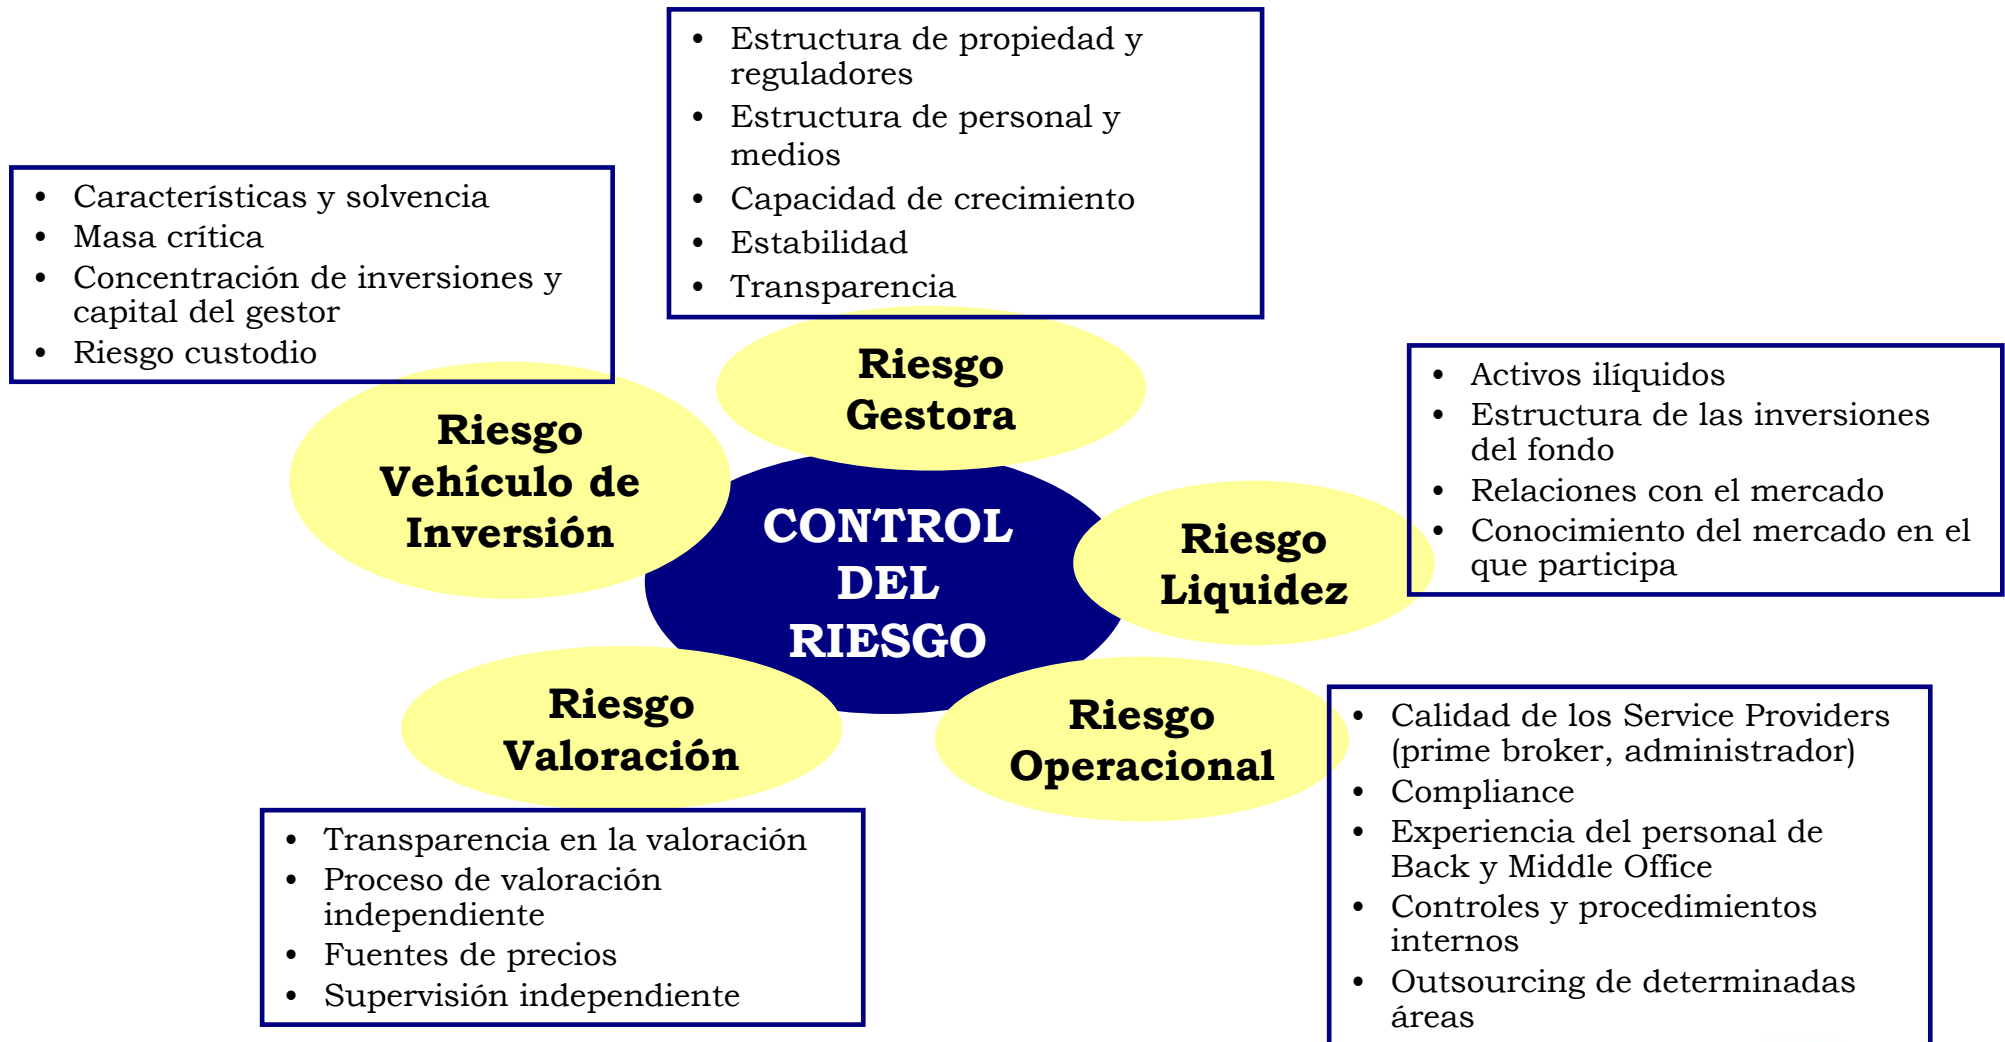 • Estructura de propiedad y
reguladores
• Estructura de personal y
medios
• Capacidad de crecimiento
• Estabilidad
• Transparencia
• Características y solvencia
• Masa crítica
• Concentración de inversiones y
capital del gestor
• Riesgo custodio
Riesgo
Gestora
Riesgo
Vehículo de
Inversión
• Activos ilíquidos
• Estructura de las inversiones
del fondo
• Relaciones con el mercado
• Conocimiento del mercado en el
que participa
CONTROL
DEL
RIESGO
Riesgo
Liquidez
Riesgo
Valoración
Riesgo
Operacional
• Calidad de los Service Providers
(prime broker, administrador)
• Compliance
• Experiencia del personal de
Back y Middle Office
• Controles y procedimientos
internos
• Outsourcing de determinadas
áreas
• Transparencia en la valoración
• Proceso de valoración
independiente
• Fuentes de precios
• Supervisión independiente